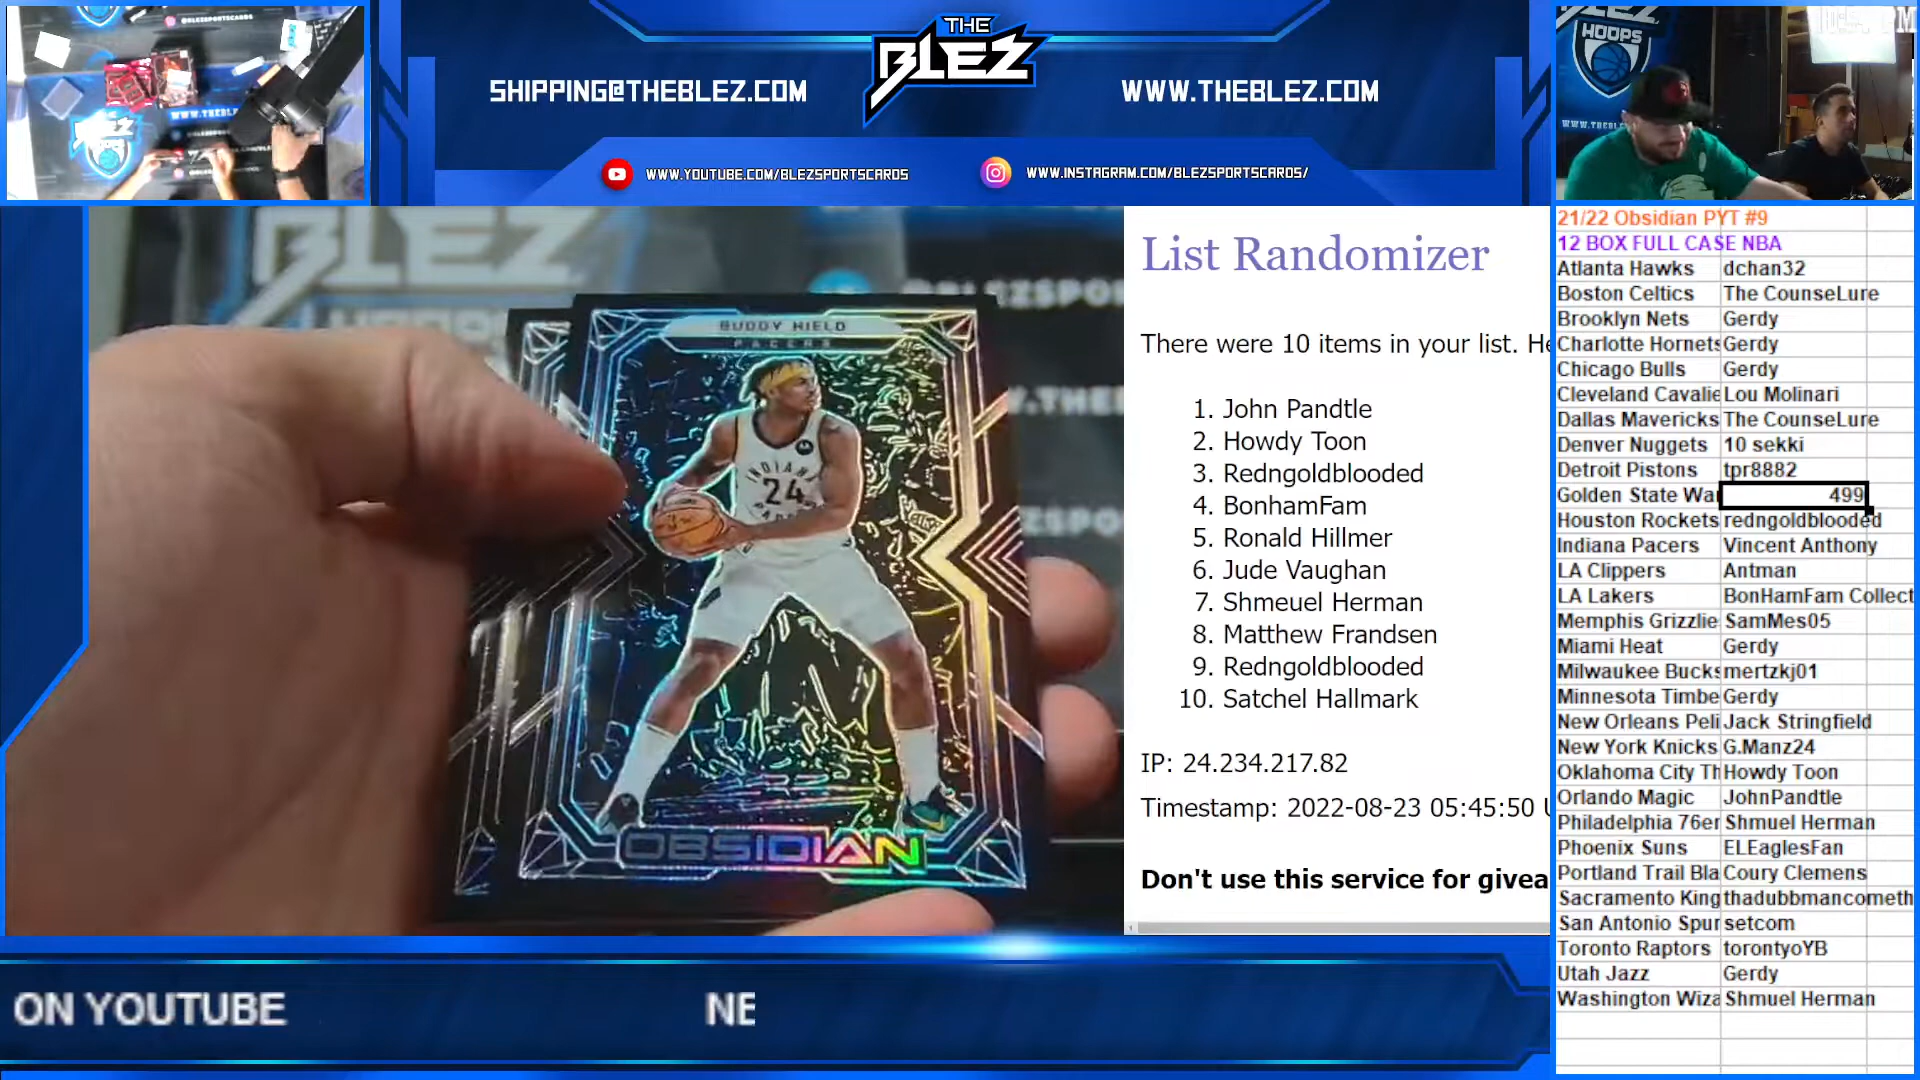 THE
BLEZ
SHIPPING@THEBLEZ.COM
WWW.THEBLEZ.COM
WWW.YOUTUBE.COM/BLEZSPORTSCARDS
WWW.INSTAGRAM.COM/BLEZSPORTSCARDS/
HOOPS
BUDDY HIELD
PACERS
INDIANA
24
OBSIDIAN
List Randomizer
There were 10 items in your list. He
1. John Pandtle
2. Howdy Toon
3. Redngoldblooded
4. BonhamFam
5. Ronald Hillmer
6. Jude Vaughan
7. Shmeuel Herman
8. Matthew Frandsen
9. Redngoldblooded
10. Satchel Hallmark
IP: 24.234.217.82
Timestamp: 2022-08-23 05:45:50 U
Don't use this service for givea
21/22 Obsidian PYT #9
12 BOX FULL CASE NBA
Atlanta Hawks dchan32
Boston Celtics The CounseLure
Brooklyn Nets Gerdy
Charlotte Hornets Gerdy
Chicago Bulls Gerdy
Cleveland Cavalie Lou Molinari
Dallas Mavericks The CounseLure
Denver Nuggets 10 sekki
Detroit Pistons tpr8882
Golden State Wa 499
Houston Rockets redngoldblooded
Indiana Pacers Vincent Anthony
LA Clippers Antman
LA Lakers BonHamFam Collect
Memphis Grizzlie SamMes05
Miami Heat Gerdy
Milwaukee Bucks mertzkj01
Minnesota Timbe Gerdy
New Orleans Peli Jack Stringfield
New York Knicks G.Manz24
Oklahoma City Th Howdy Toon
Orlando Magic JohnPandtle
Philadelphia 76er Shmuel Herman
Phoenix Suns ELEaglesFan
Portland Trail Bla Coury Clemens
Sacramento King thadubbmancometh
San Antonio Spur setcom
Toronto Raptors torontyoYB
Utah Jazz Gerdy
Washington Wiza Shmuel Herman
ON YOUTUBE NE